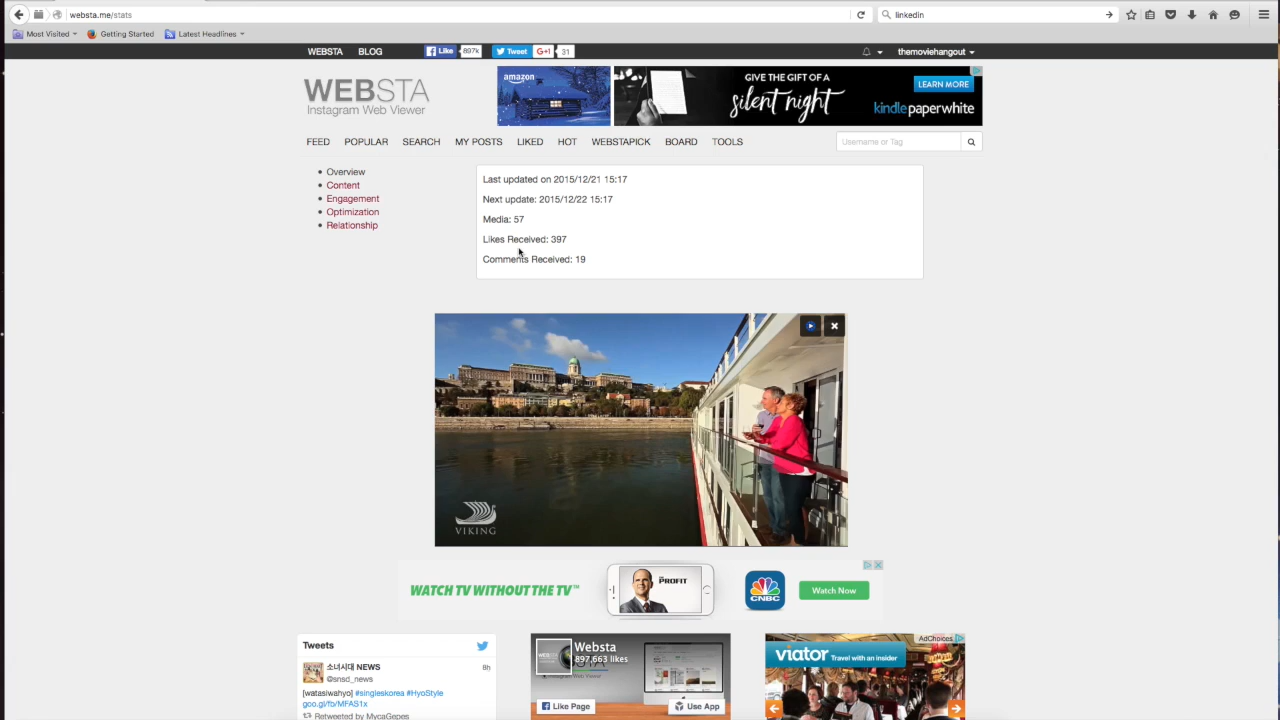 websta.me/stats
linkedin
Most Visited
Getting Started
Latest Headlines
WEBSTA
BLOG
Like
897k
Tweet
G+1
31
themoviehangout
WEBSTA
Instagram Web Viewer
amazon
GIVE THE GIFT OF A
silent night
LEARN MORE
kindle paperwhite
FEED
POPULAR
SEARCH
MY POSTS
LIKED
HOT
WEBSTAPICK
BOARD
TOOLS
Username or Tag
Overview
Content
Engagement
Optimization
Relationship
Last updated on 2015/12/21 15:17
Next update: 2015/12/22 15:17
Media: 57
Likes Received: 397
Comments Received: 19
VIKING
WATCH TV WITHOUT THE TV™
THE PROFIT
CNBC
Watch Now
Tweets
소녀시대 NEWS
8h
@snsd_news
[watasiwahyo] #singleskorea #HyoStyle
goo.gl/fb/MFAS1x
Retweeted by MycaGepes
Websta
897,663 likes
Like Page
Use App
AdChoices
viator Travel with an insider